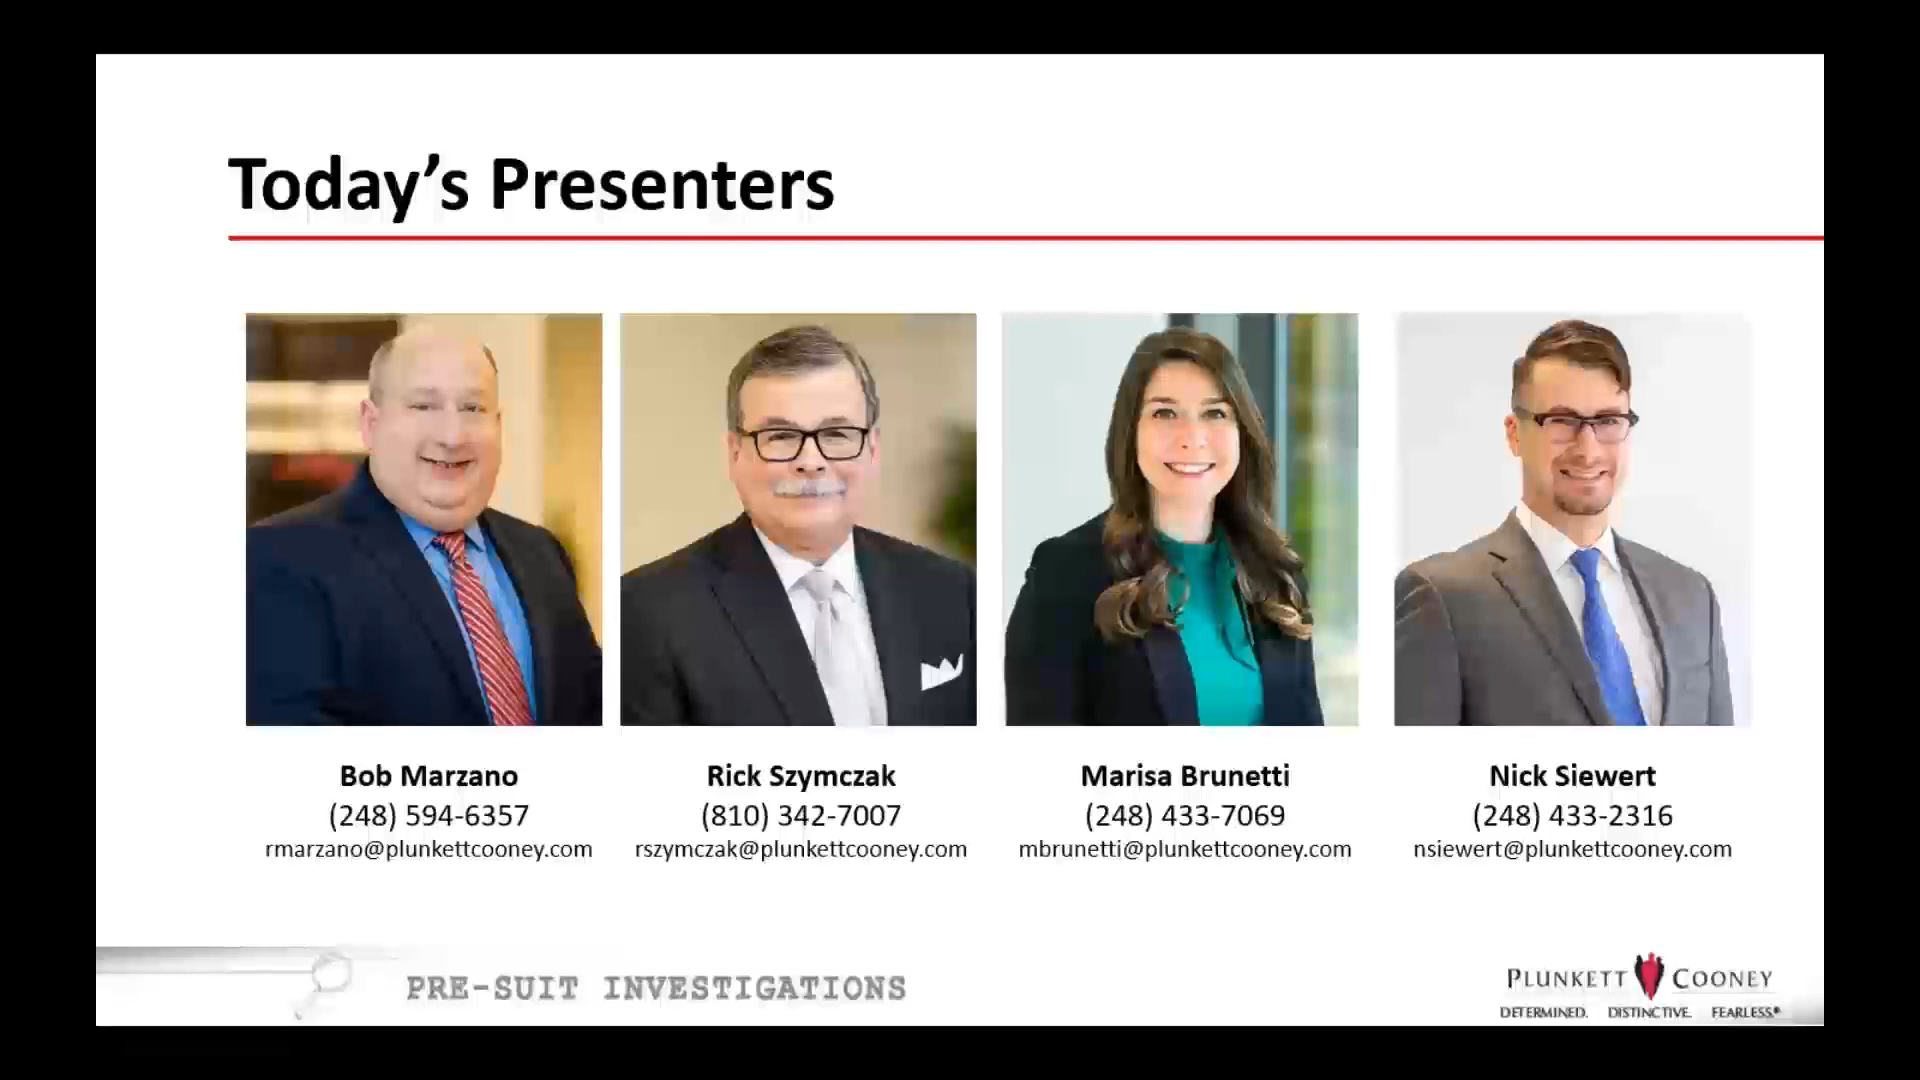 Today's Presenters
Bob Marzano
(248) 594-6357
rmarzano@plunkettcooney.com
Rick Szymczak
(810) 342-7007
rszymczak@plunkettcooney.com
Marisa Brunetti
(248) 433-7069
mbrunetti@plunkettcooney.com
Nick Siewert
(248) 433-2316
nsiewert@plunkettcooney.com
PRE-SUIT INVESTIGATIONS
PLUNKETT COONEY
DETERMINED. DISTINCTIVE. FEARLESS.®